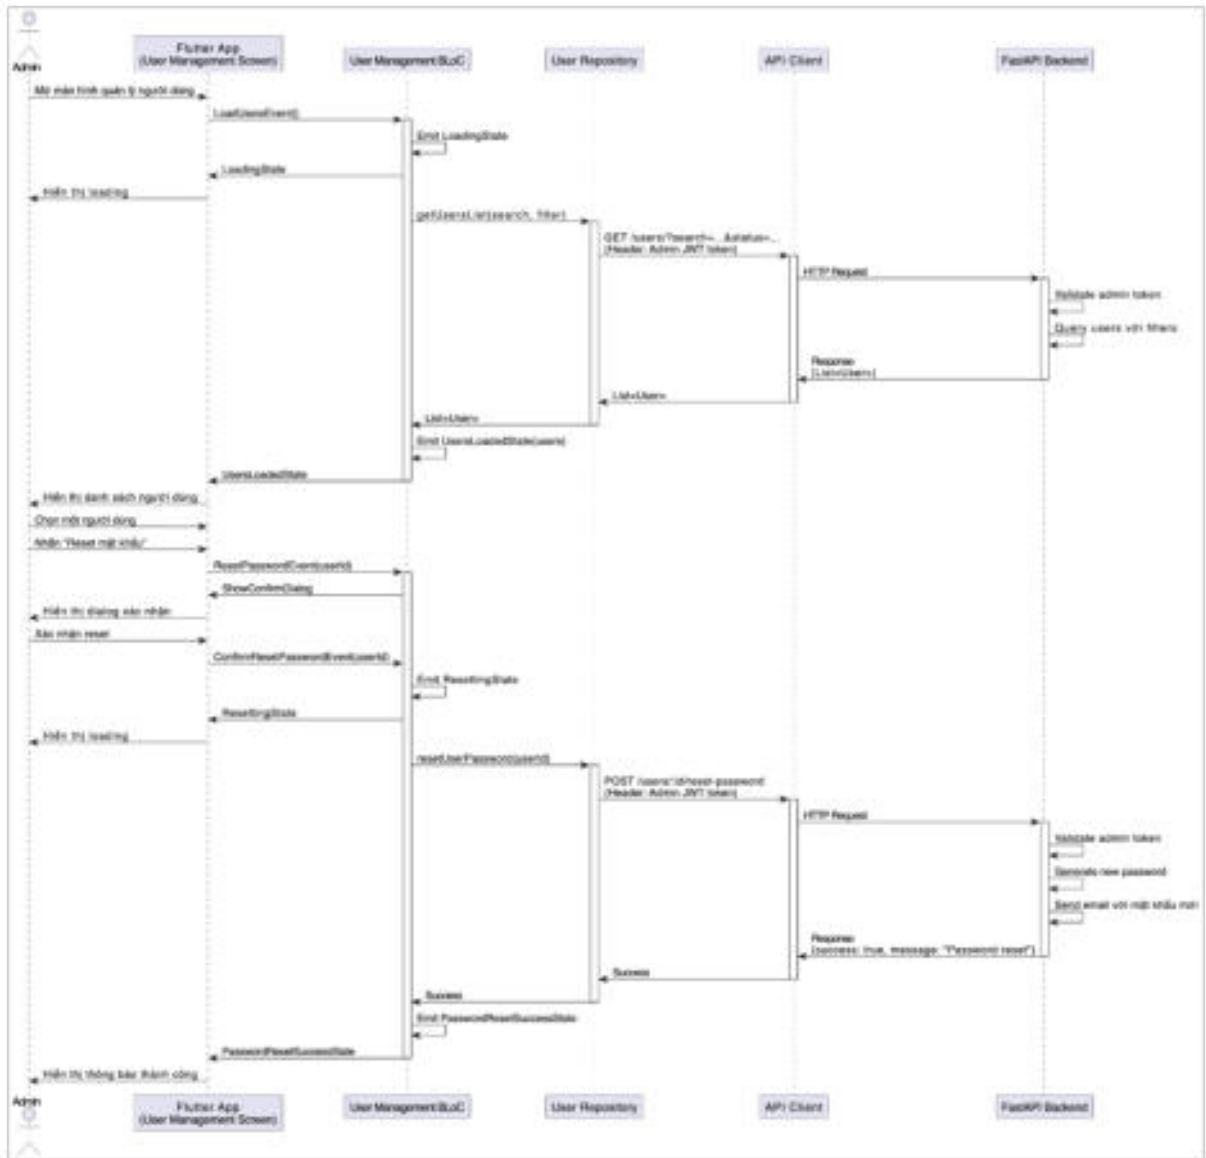 Admin
Flutter App
(User Management Screen)
User Management BLoC
User Repository
API Client
FastAPI Backend
Mở màn hình quản lý người dùng
LoadUsersEvent()
Emit LoadingState
LoadingState
Hiển thị loading
getUsersList(search, filter)
GET /users/?search=...&status=...
(Header: Admin JWT token)
HTTP Request
Validate admin token
Query users với filters
Response
(List<User>)
List<User>
List<User>
Emit UsersLoadedState(users)
UsersLoadedState
Hiển thị danh sách người dùng
Chọn một người dùng
Nhấn "Reset mật khẩu"
ResetPasswordEvent(userId)
ShowConfirmDialog
Hiển thị dialog xác nhận
Xác nhận reset
ConfirmResetPasswordEvent(userId)
Emit ResettingState
ResettingState
Hiển thị loading
resetUserPassword(userId)
POST /users/:id/reset-password
(Header: Admin JWT token)
HTTP Request
Validate admin token
Generate new password
Send email với mật khẩu mới
Response
{success: true, message: "Password reset"}
Success
Success
Emit PasswordResetSuccessState
PasswordResetSuccessState
Hiển thị thông báo thành công
Admin
Flutter App
(User Management Screen)
User Management BLoC
User Repository
API Client
FastAPI Backend